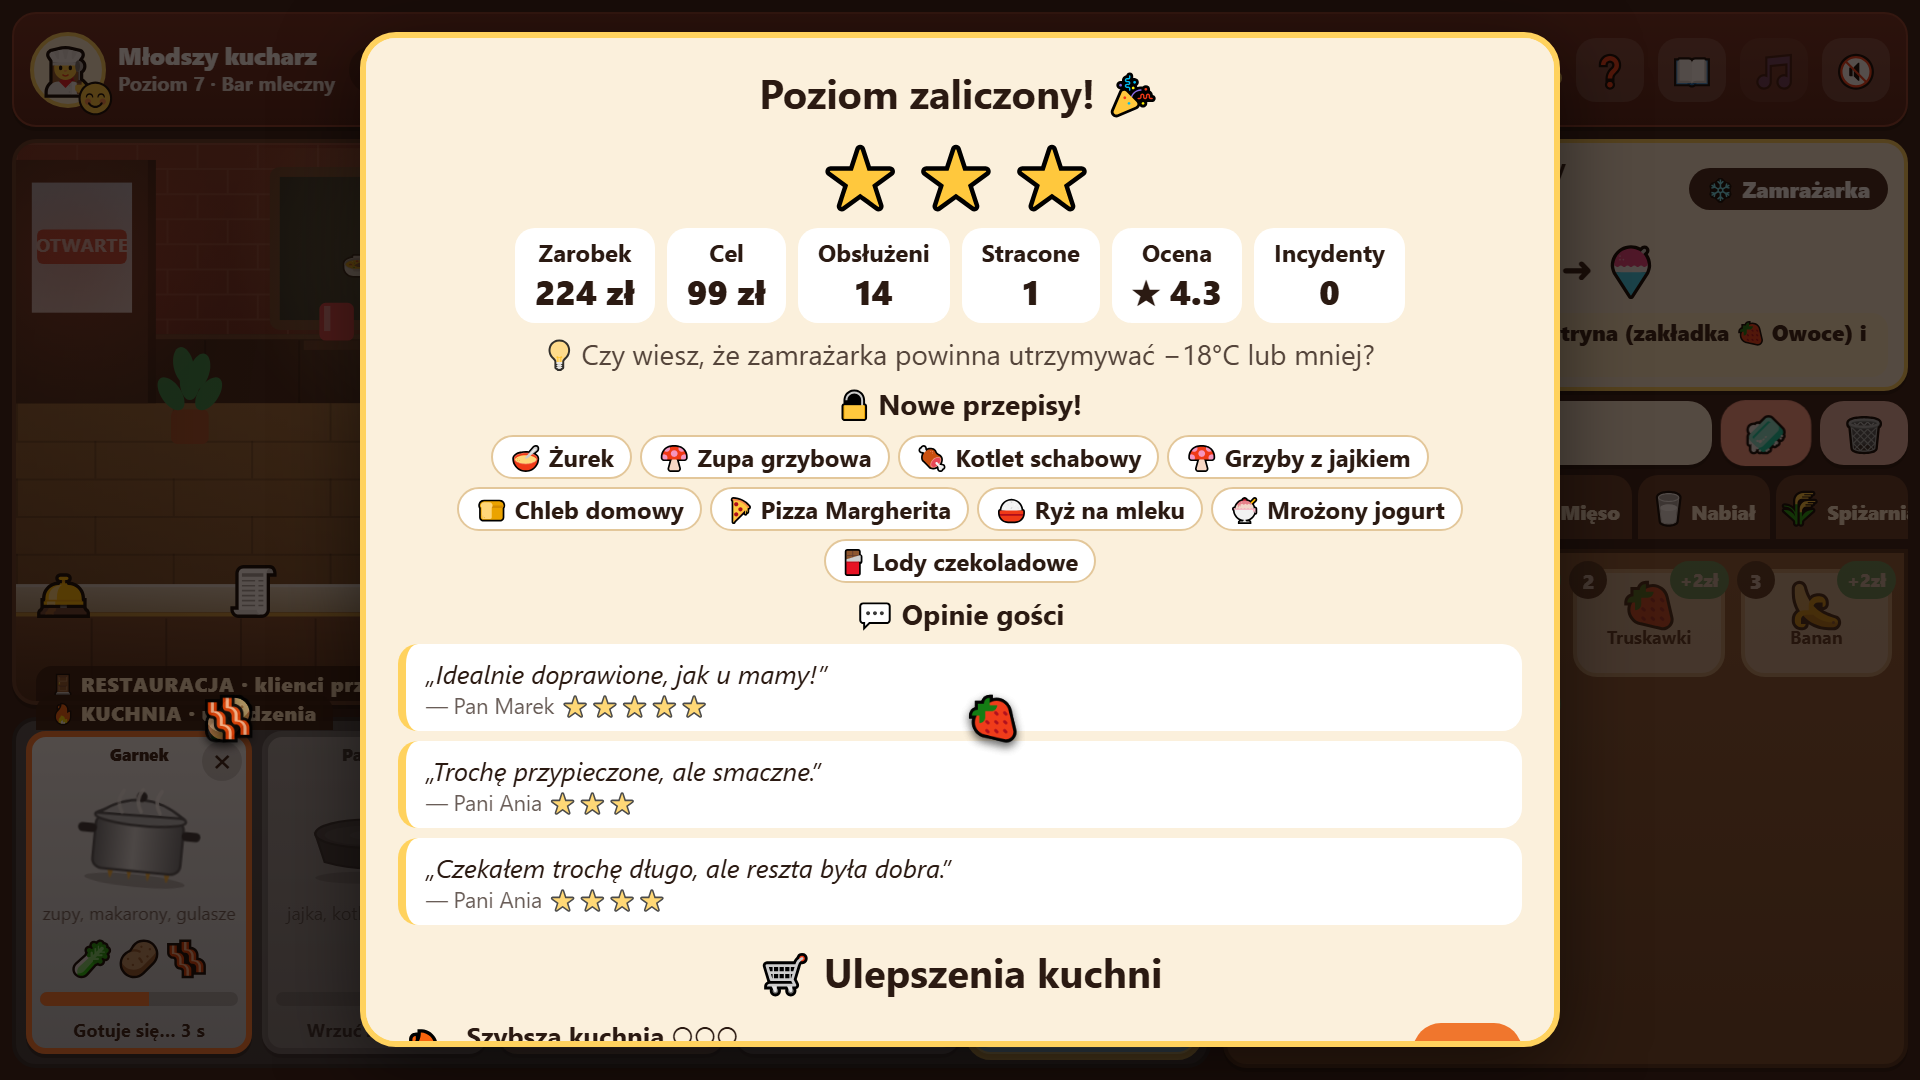 Młodszy kucharz
Poziom 7 · Bar mleczny
OTWARTE
Poziom zaliczony!
Zarobek
224 zł
Cel
99 zł
Obsłużeni
14
Stracone
1
Ocena
★ 4.3
Incydenty
0
Czy wiesz, że zamrażarka powinna utrzymywać −18°C lub mniej?
Nowe przepisy!
Żurek
Zupa grzybowa
Kotlet schabowy
Grzyby z jajkiem
Chleb domowy
Pizza Margherita
Ryż na mleku
Mrożony jogurt
Lody czekoladowe
Opinie gości
„Idealnie doprawione, jak u mamy!”
— Pan Marek
„Trochę przypieczone, ale smaczne.”
— Pani Ania
„Czekałem trochę długo, ale reszta była dobra.”
— Pani Ania
Ulepszenia kuchni
Szybsza kuchnia
Zamrażarka
(zakładka Owoce) i
Mięso
Nabiał
2
+2zł
Truskawki
3
+2zł
Banan
RESTAURACJA · klienci
KUCHNIA ·
Garnek
zupy, makarony, gulasze
Gotuje się... 3 s
jajka,